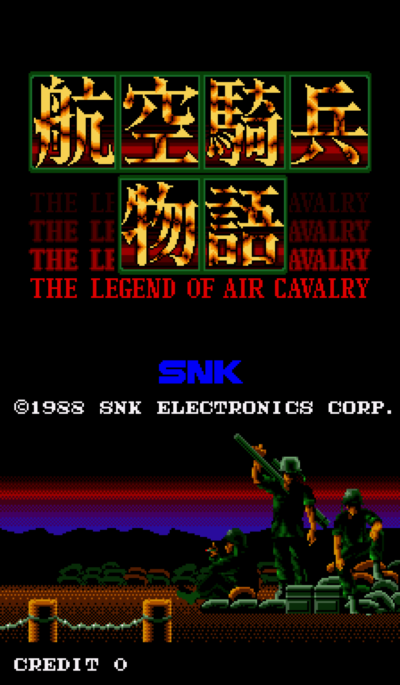 航空騎兵
物語
THE LEGEND OF AIR CAVALRY
SNK
©1988 SNK ELECTRONICS CORP.
CREDIT 0